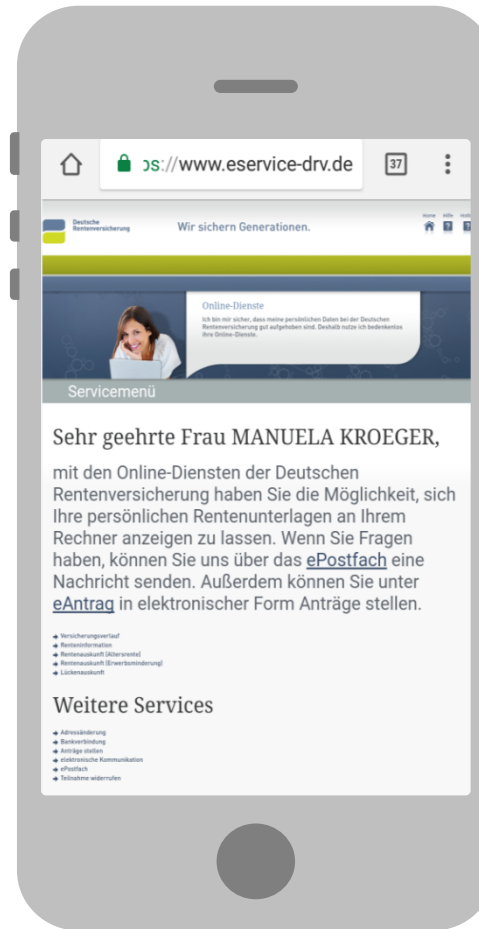 ɔs://www.eservice-drv.de
37
Deutsche
Rentenversicherung
Wir sichern Generationen.
Home Hilfe
Online-Dienste
Ich bin mir sicher, dass meine persönlichen Daten bei der Deutschen
Rentenversicherung gut aufgehoben sind. Deshalb nutze ich bedenkenlos
ihre Online-Dienste.
Servicemenü
Sehr geehrte Frau MANUELA KROEGER,
mit den Online-Diensten der Deutschen
Rentenversicherung haben Sie die Möglichkeit, sich
Ihre persönlichen Rentenunterlagen an Ihrem
Rechner anzeigen zu lassen. Wenn Sie Fragen
haben, können Sie uns über das ePostfach eine
Nachricht senden. Außerdem können Sie unter
eAntrag in elektronischer Form Anträge stellen.
Versicherungsverlauf
Renteninformation
Rentenauskunft (Altersrente)
Rentenauskunft (Erwerbsminderung)
Lückenauskunft
Weitere Services
Adressänderung
Bankverbindung
Anträge stellen
elektronische Kommunikation
ePostfach
Teilnahme widerrufen